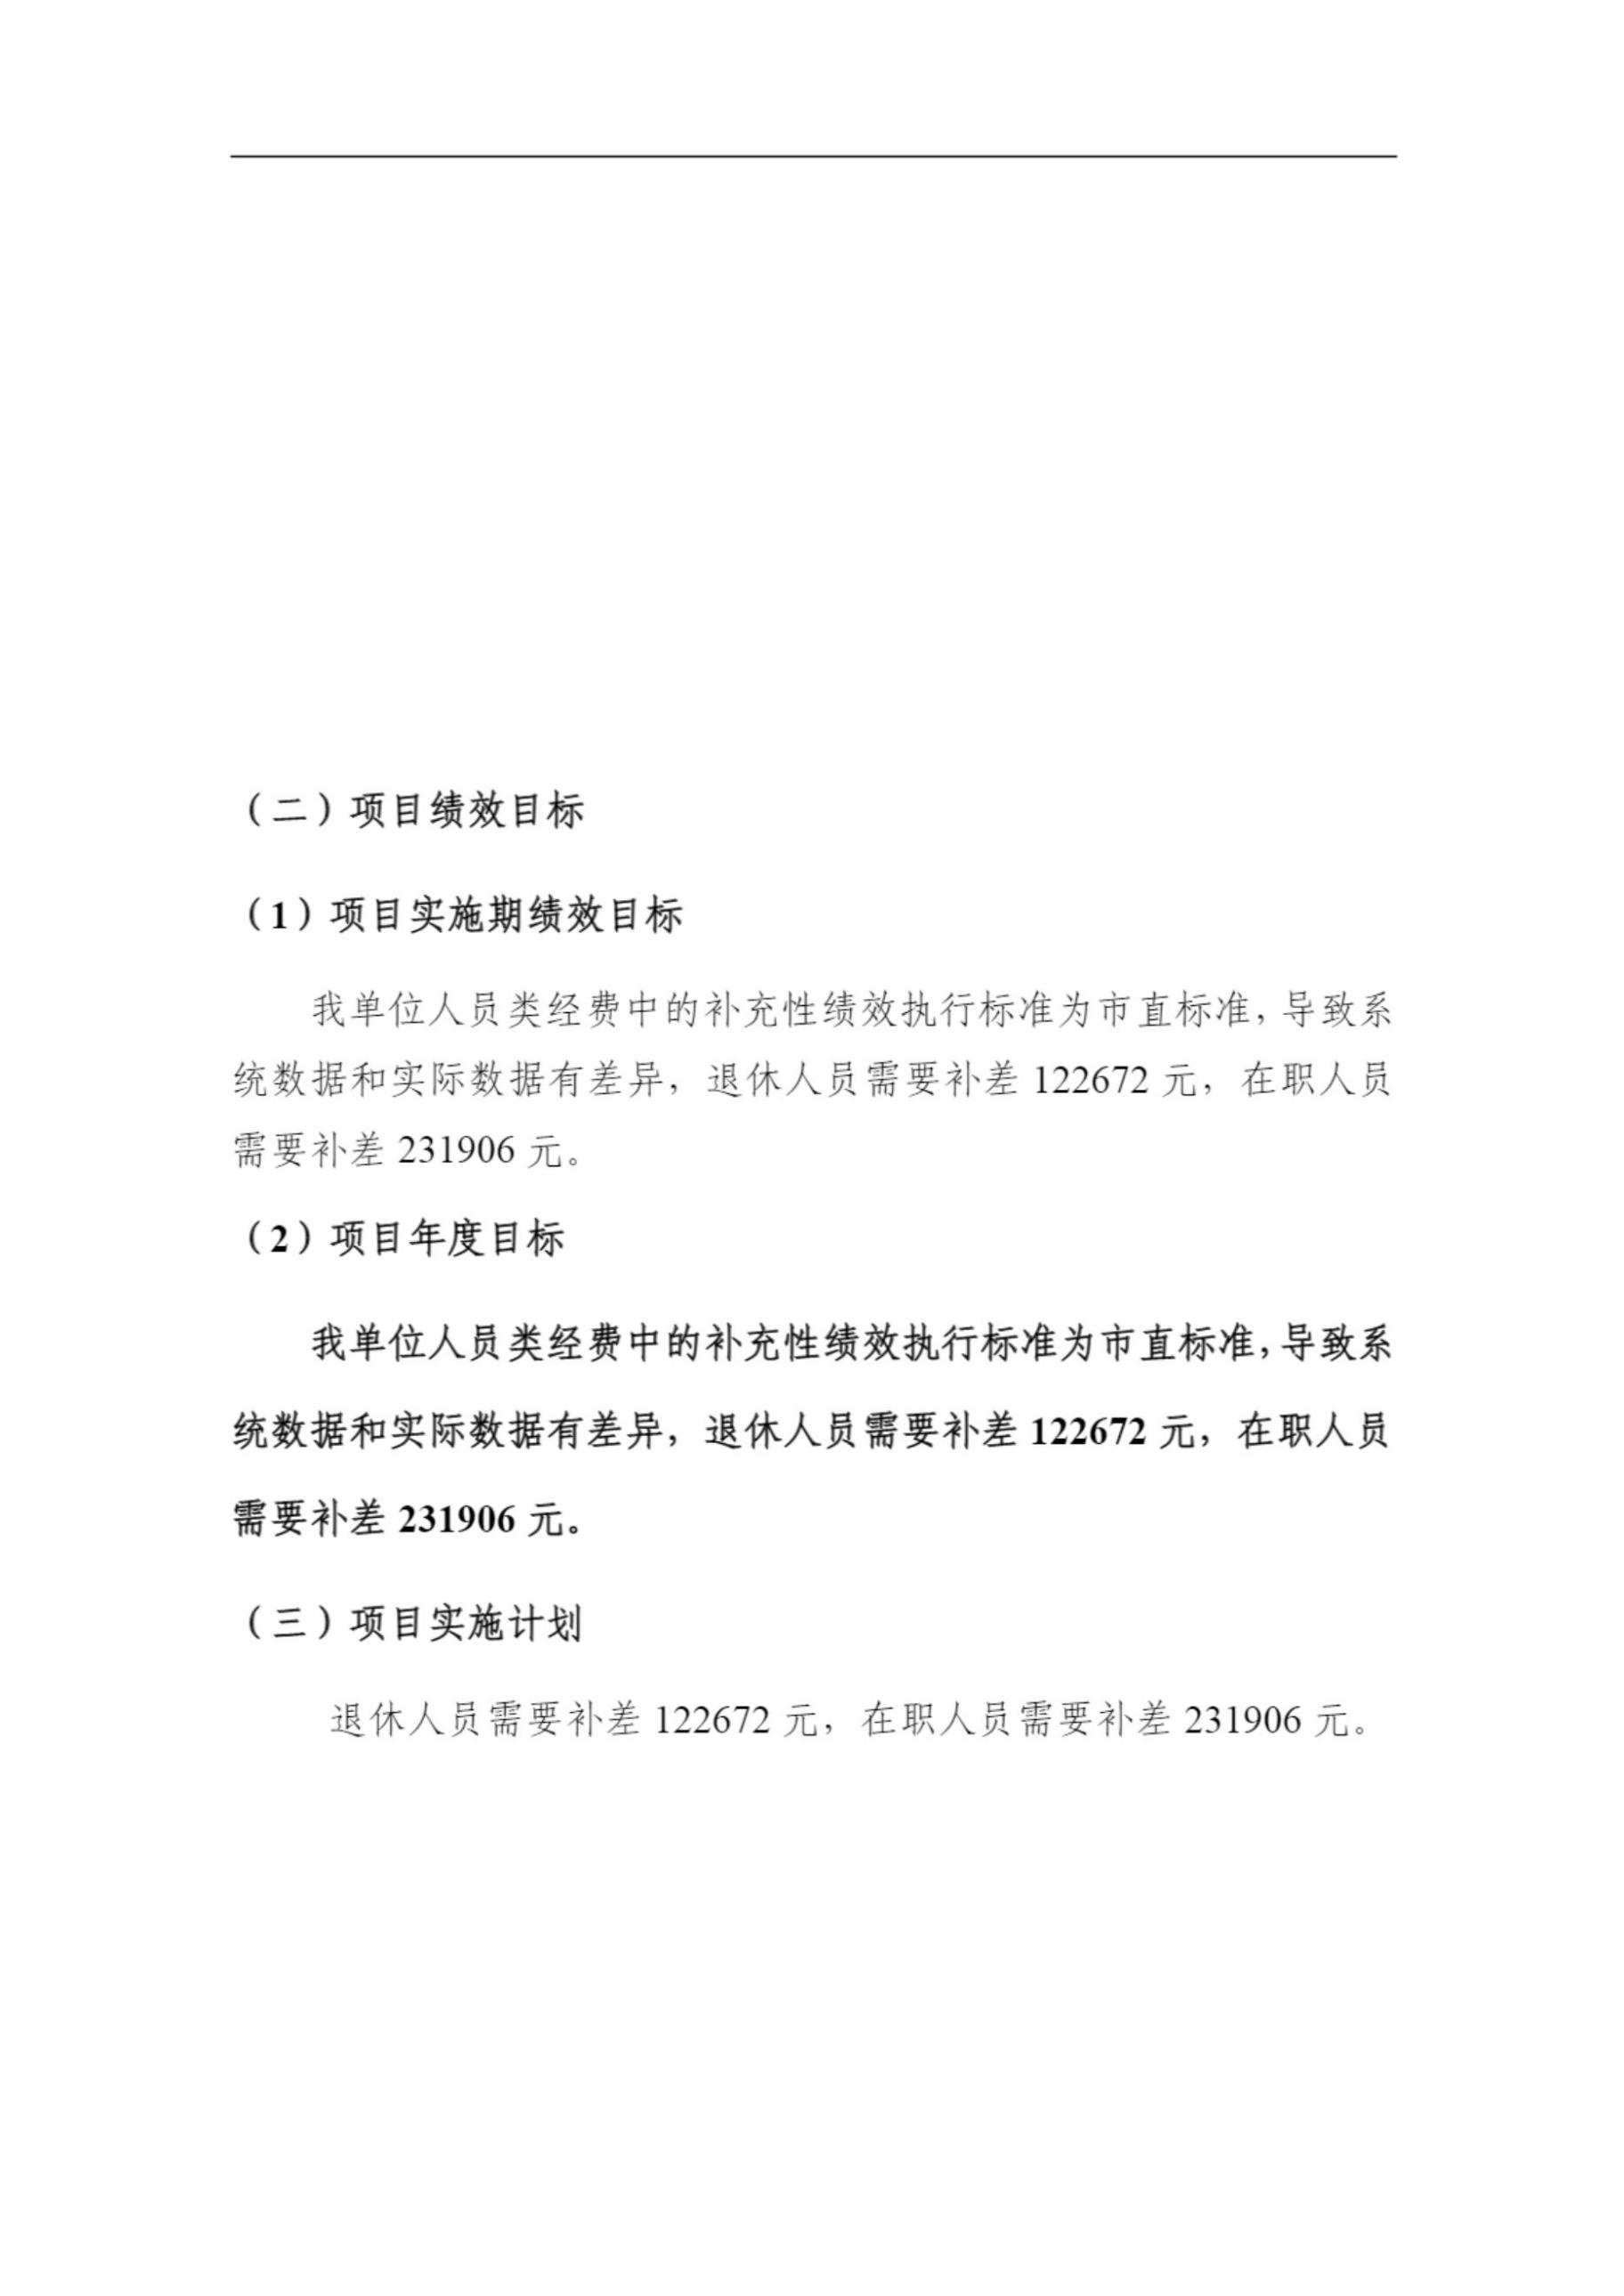 （二）项目绩效目标
（1）项目实施期绩效目标
我单位人员类经费中的补充性绩效执行标准为市直标准，导致系
统数据和实际数据有差异，退休人员需要补差 122672 元，在职人员
需要补差 231906 元。
（2）项目年度目标
我单位人员类经费中的补充性绩效执行标准为市直标准，导致系
统数据和实际数据有差异，退休人员需要补差 122672 元，在职人员
需要补差 231906 元。
（三）项目实施计划
退休人员需要补差 122672 元，在职人员需要补差 231906 元。